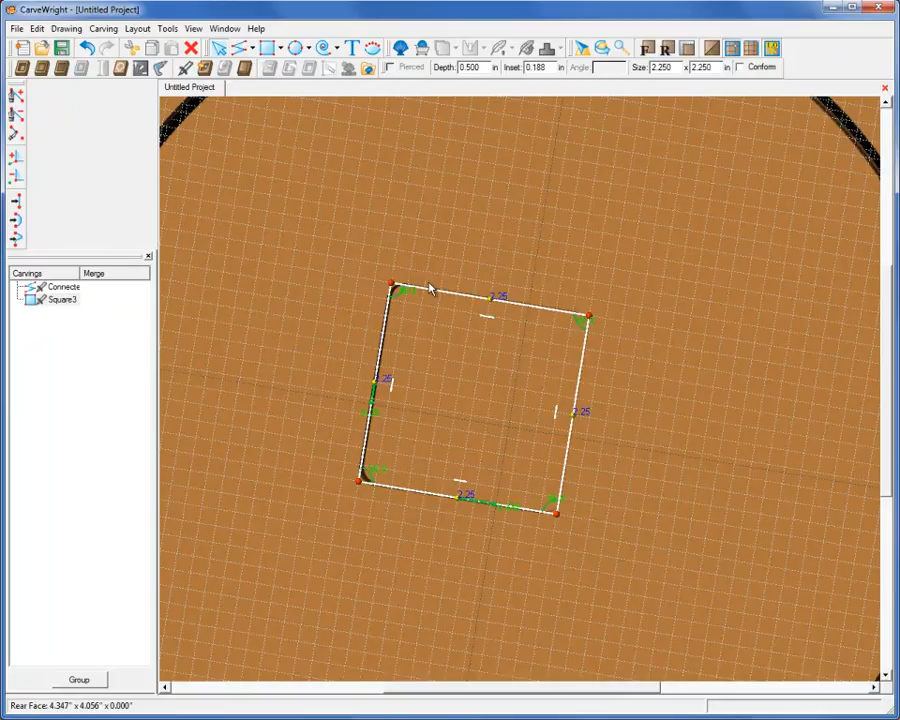 CarveWright - [Untitled Project]
File Edit Drawing Carving Layout Tools Views Window Help
Pierced Depth: 0.500 in Inset: 0.188 in Angle: Size: 2.250 x 2.250 in Conform
Untitled Project
Carvings Merge
Connecte
Square3
2.25
2.25
2.25
2.25
Group
Rear Face: 4.347" x 4.056 x 0.000"